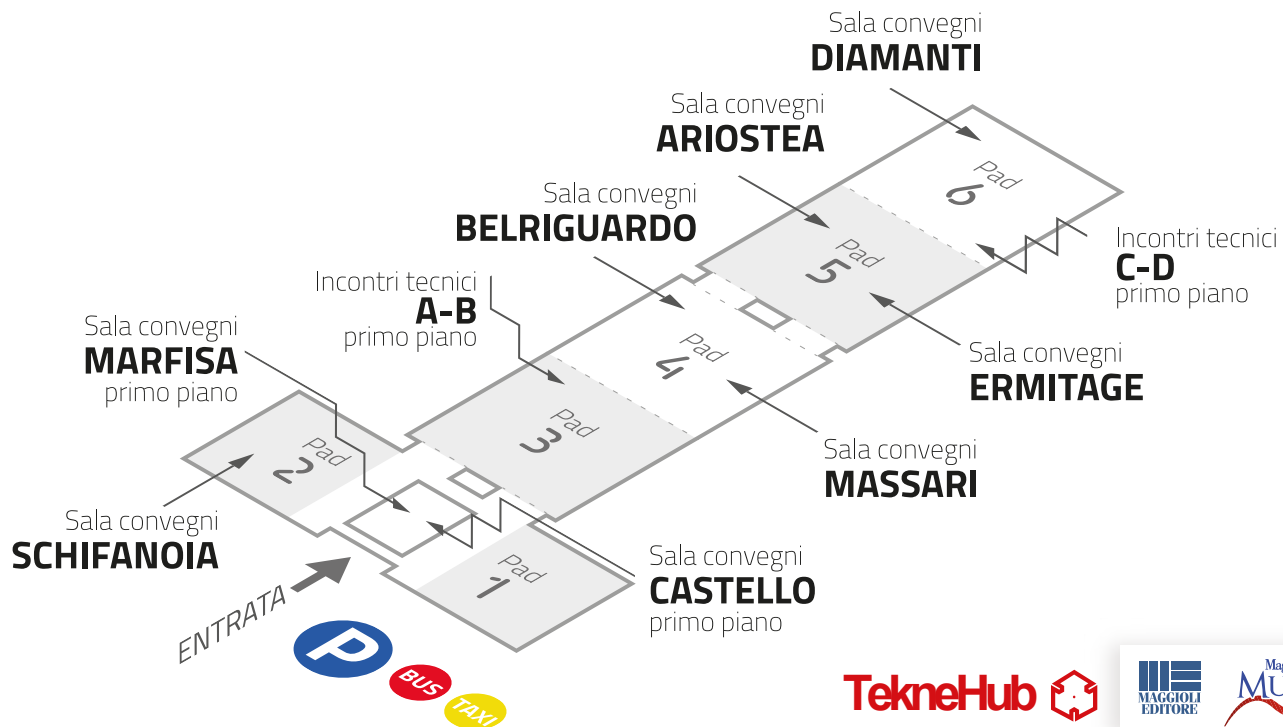 Sala convegni
DIAMANTI
Sala convegni
ARIOSTEA
Sala convegni
BELRIGUARDO
Incontri tecnici
A-B
primo piano
Sala convegni
MARFISA
primo piano
Sala convegni
SCHIFANOIA
Pad
6
Pad
5
Pad
4
Pad
3
Pad
2
Pad
1
Incontri tecnici
C-D
primo piano
Sala convegni
ERMITAGE
Sala convegni
MASSARI
Sala convegni
CASTELLO
primo piano
ENTRATA
P
BUS
TAXI
TekneHub
MAGGIOLI
EDITORE